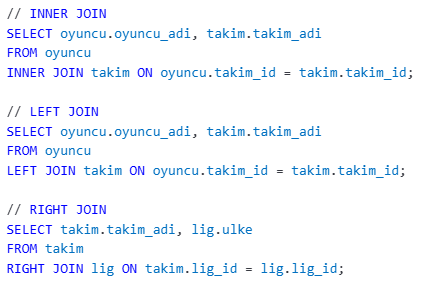 // INNER JOIN
SELECT oyuncu.oyuncu_adi, takim.takim_adi
FROM oyuncu
INNER JOIN takim ON oyuncu.takim_id = takim.takim_id;
// LEFT JOIN
SELECT oyuncu.oyuncu_adi, takim.takim_adi
FROM oyuncu
LEFT JOIN takim ON oyuncu.takim_id = takim.takim_id;
// RIGHT JOIN
SELECT takim.takim_adi, lig.ulke
FROM takim
RIGHT JOIN lig ON takim.lig_id = lig.lig_id;